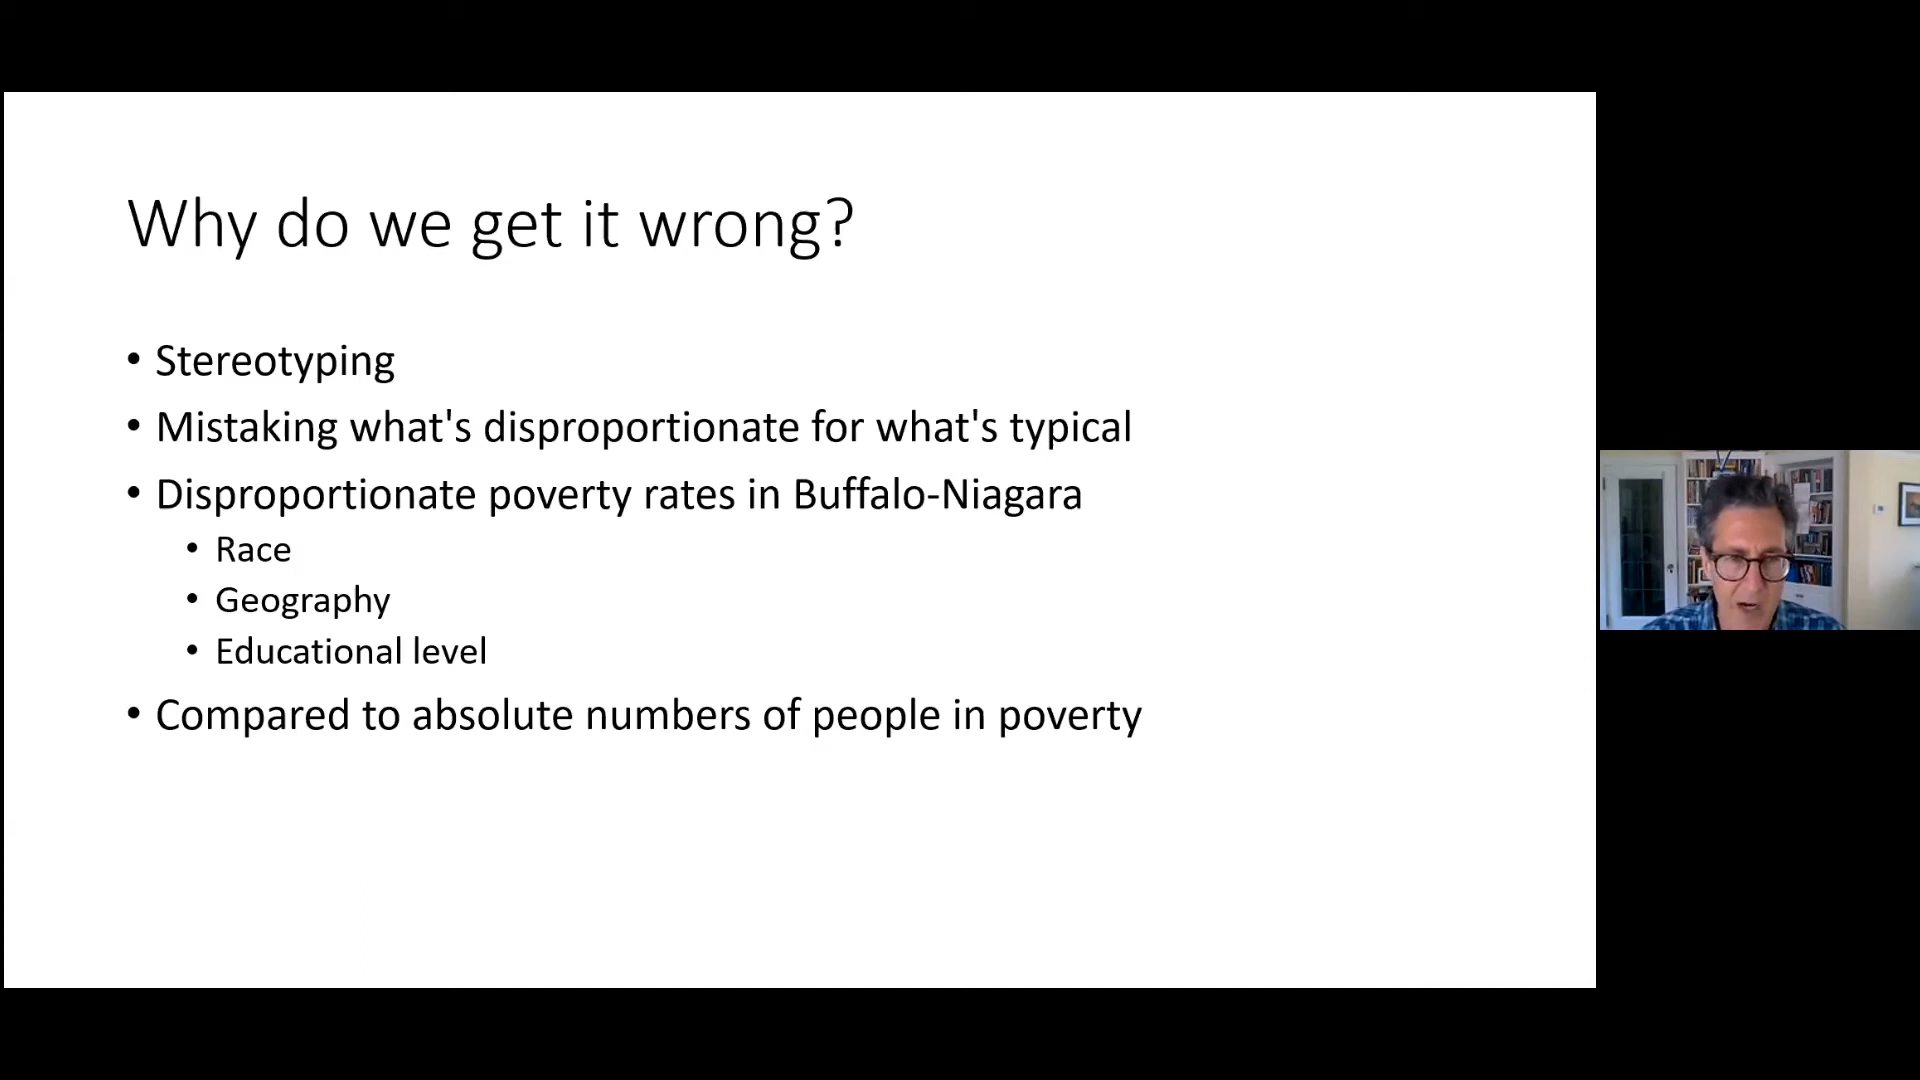 Why do we get it wrong?
• Stereotyping
• Mistaking what's disproportionate for what's typical
• Disproportionate poverty rates in Buffalo-Niagara
• Race
• Geography
• Educational level
• Compared to absolute numbers of people in poverty